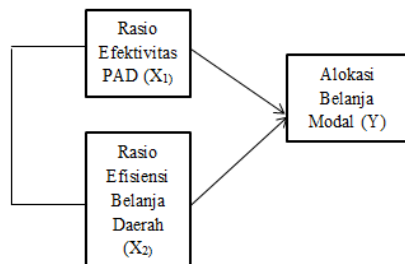 Rasio
Efektivitas
PAD (X1)
Alokasi
Belanja
Modal (Y)
Rasio
Efisiensi
Belanja
Daerah
(X2)